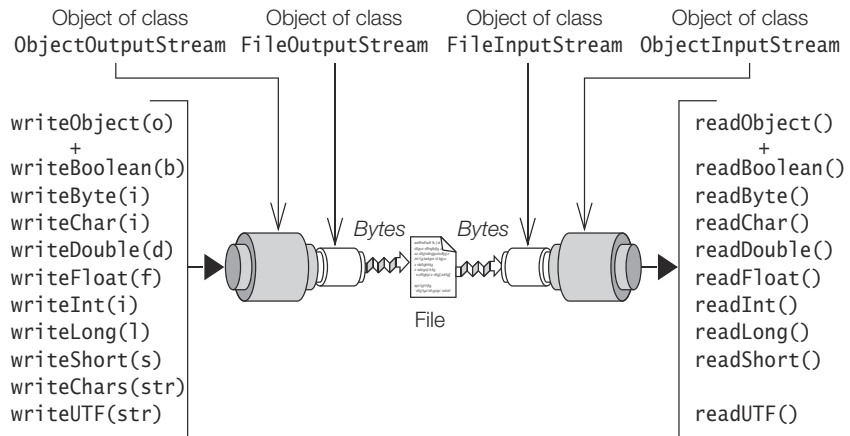 Object of class
ObjectOutputStream
Object of class
FileOutputStream
Object of class
FileInputStream
Object of class
ObjectInputStream
writeObject(o)
+
writeBoolean(b)
writeByte(i)
writeChar(i)
writeDouble(d)
writeFloat(f)
writeInt(i)
writeLong(l)
writeShort(s)
writeChars(str)
writeUTF(str)
Bytes
Bytes
File
readObject()
+
readBoolean()
readByte()
readChar()
readDouble()
readFloat()
readInt()
readLong()
readShort()
readUTF()